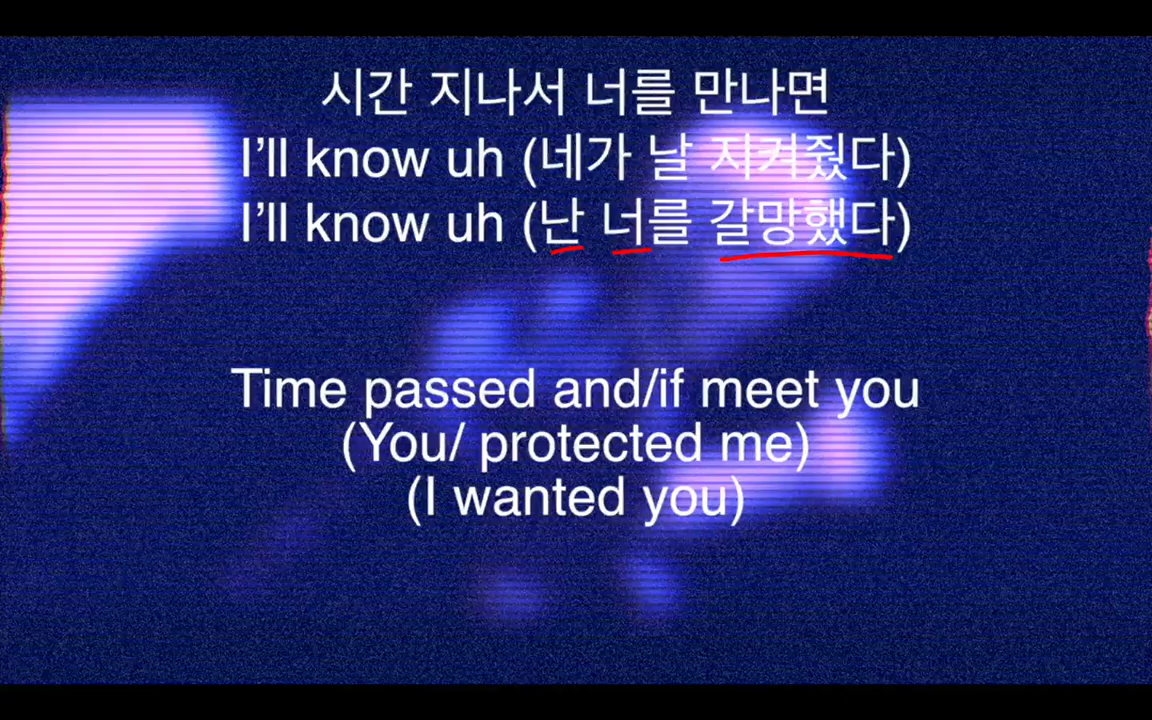 시간 지나서 너를 만나면
I'll know uh (네가 날 지켜줬다)
I'll know uh (난 너를 갈망했다)
Time passed and/if meet you
(You/ protected me)
(I wanted you)